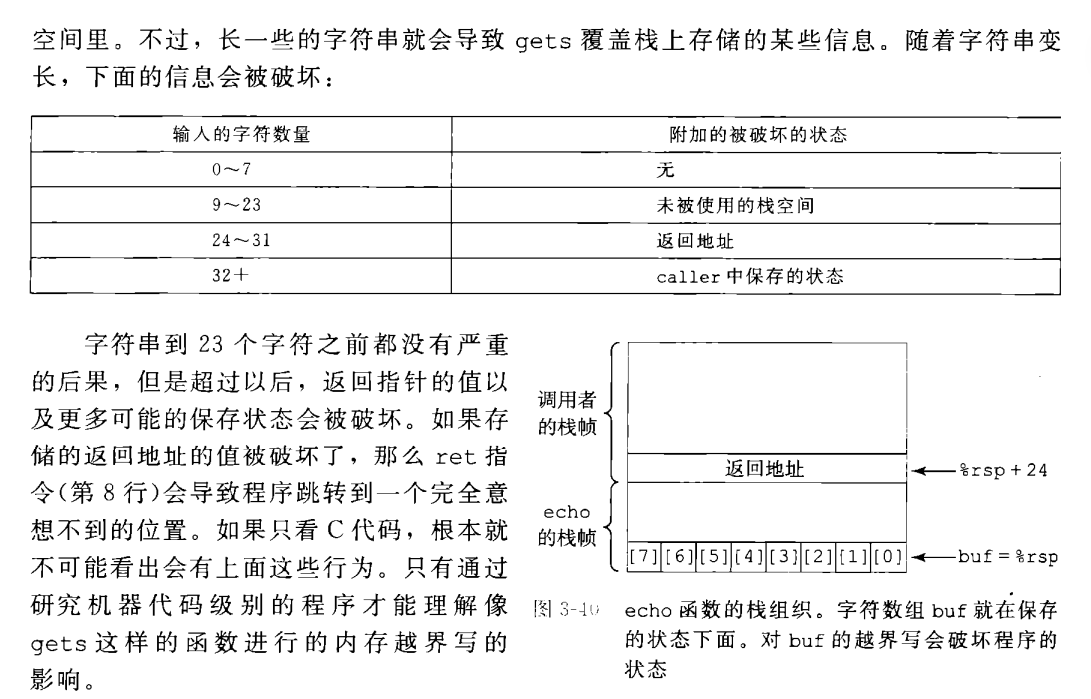 空间里。不过，长一些的字符串就会导致 gets 覆盖栈上存储的某些信息。随着字符串变
长，下面的信息会被破坏：
输入的字符数量 附加的被破坏的状态
0～7 无
9～23 未被使用的栈空间
24～31 返回地址
32＋ caller 中保存的状态
字符串到 23 个字符之前都没有严重
的后果，但是超过以后，返回指针的值以
及更多可能的保存状态会被破坏。如果存
储的返回地址的值被破坏了，那么 ret 指
令(第 8 行)会导致程序跳转到一个完全意
想不到的位置。如果只看 C 代码，根本就
不可能看出会有上面这些行为。只有通过
研究机器代码级别的程序才能理解像
gets 这样的函数进行的内存越界写的
影响。
调用者
的栈帧
返回地址
%rsp + 24
echo
的栈帧
[7] [6] [5] [4] [3] [2] [1] [0]
buf = %rsp
图 3-40 echo 函数的栈组织。字符数组 buf 就在保存
的状态下面。对 buf 的越界写会破坏程序的
状态